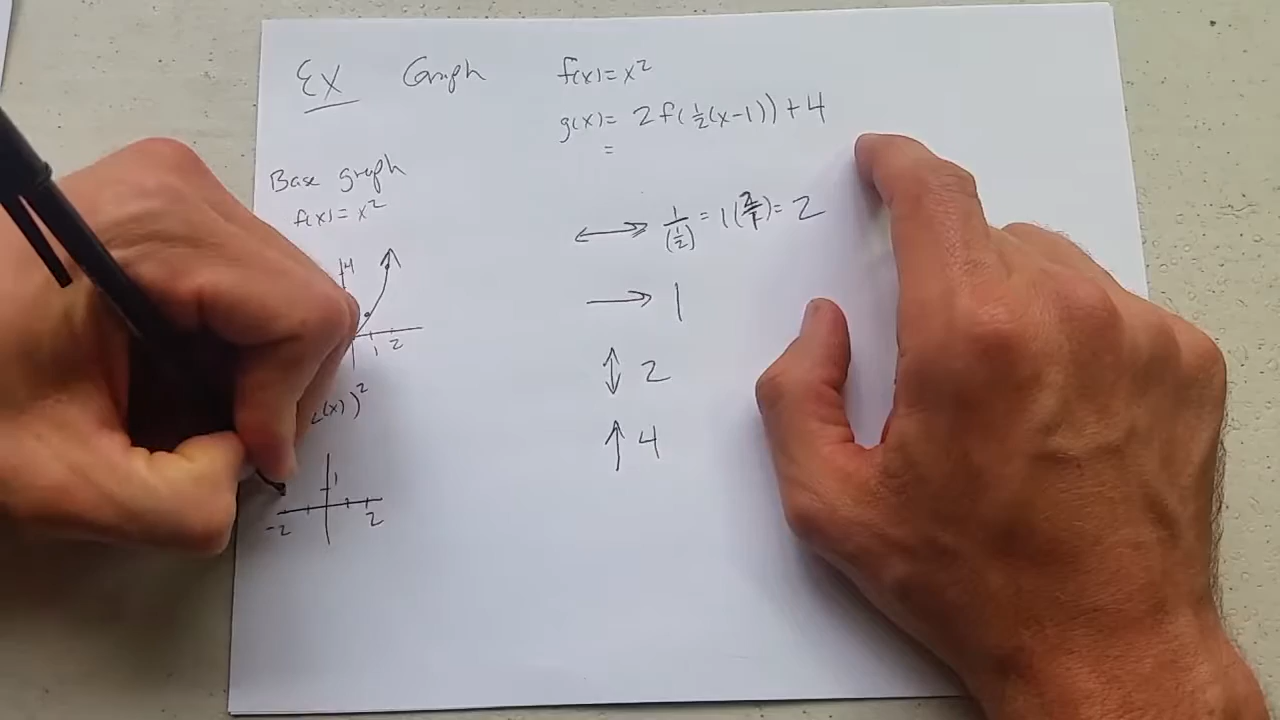 EX Graph f(x) = x²
g(x) = 2f(½(x-1)) + 4
=
Base graph
f(x) = x²
↔ 1/(½) = 1(2/1) = 2
→ 1
↕ 2
↑ 4
4
1 2
(x))²
1
-2 2